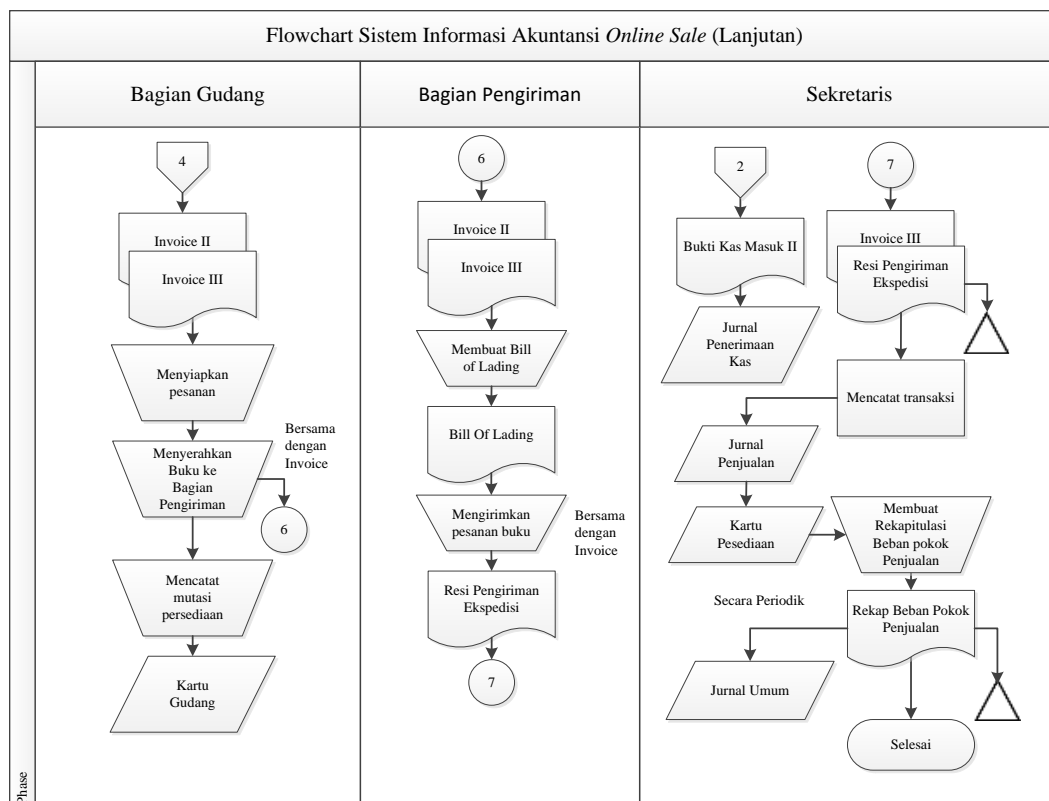 Flowchart Sistem Informasi Akuntansi Online Sale (Lanjutan)
Phase
Bagian Gudang
4
Invoice II
Invoice III
Menyiapkan
pesanan
Menyerahkan
Buku ke
Bagian
Pengiriman
Bersama
dengan
Invoice
6
Mencatat
mutasi
persediaan
Kartu
Gudang
Bagian Pengiriman
6
Invoice II
Invoice III
Membuat Bill
of Lading
Bill Of Lading
Mengirimkan
pesanan buku
Bersama
dengan
Invoice
Resi Pengiriman
Ekspedisi
7
Sekretaris
2
Bukti Kas Masuk II
Jurnal
Penerimaan
Kas
7
Invoice III
Resi Pengiriman
Ekspedisi
Mencatat transaksi
Jurnal
Penjualan
Kartu
Pesediaan
Membuat
Rekapitulasi
Beban pokok
Penjualan
Secara Periodik
Rekap Beban Pokok
Penjualan
Jurnal Umum
Selesai